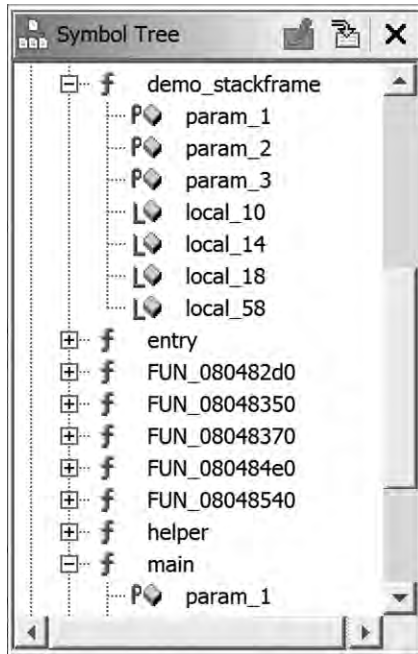 Symbol Tree
f demo_stackframe
P param_1
P param_2
P param_3
L local_10
L local_14
L local_18
L local_58
f entry
f FUN_080482d0
f FUN_08048350
f FUN_08048370
f FUN_080484e0
f FUN_08048540
f helper
f main
P param_1